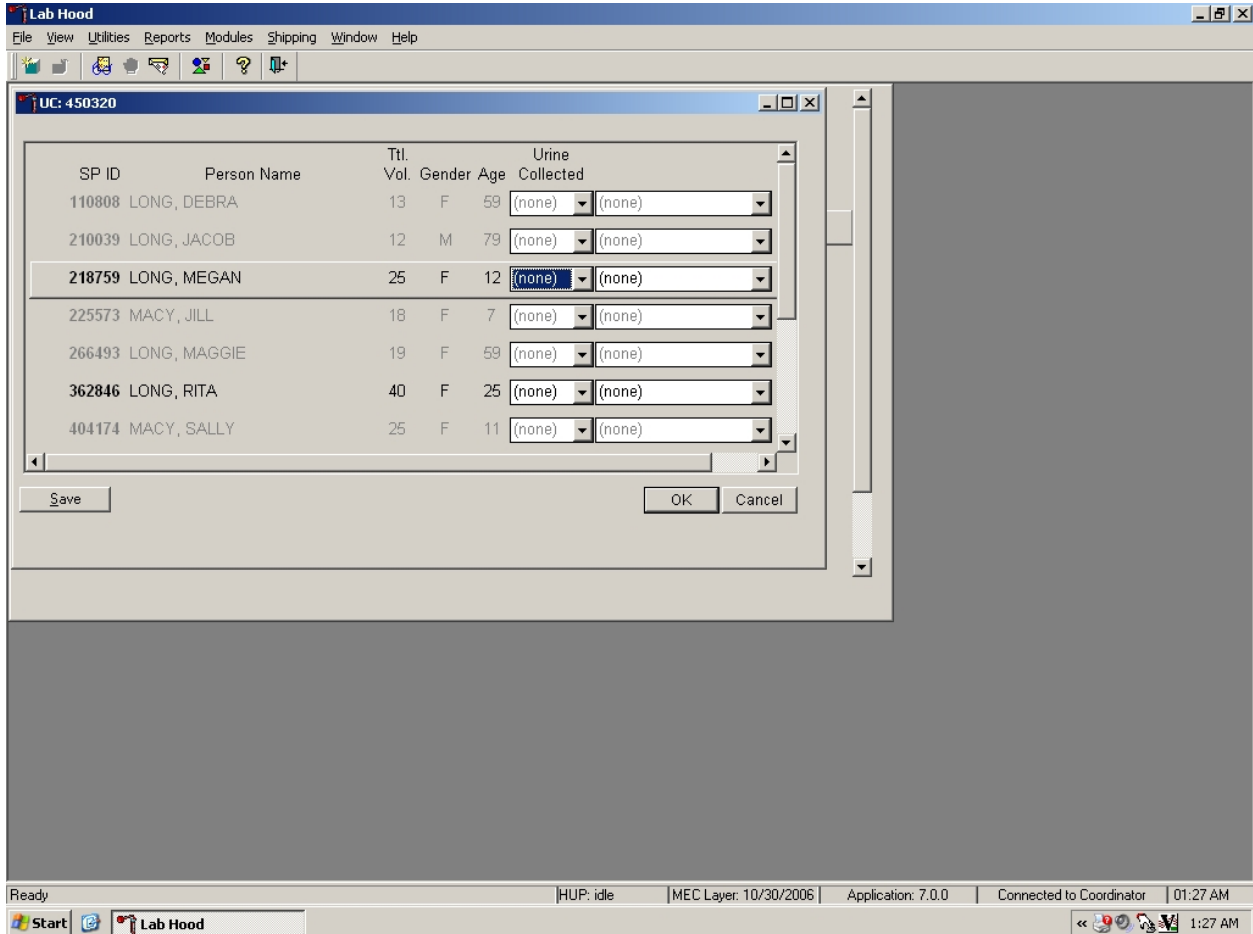 Lab Hood
File View Utilities Reports Modules Shipping Window Help
UC: 450320
Ttl. Urine
SP ID Person Name Vol. Gender Age Collected
110808 LONG, DEBRA 13 F 59 (none) (none)
210039 LONG, JACOB 12 M 79 (none) (none)
218759 LONG, MEGAN 25 F 12 (none) (none)
225573 MACY, JILL 18 F 7 (none) (none)
266493 LONG, MAGGIE 19 F 59 (none) (none)
362846 LONG, RITA 40 F 25 (none) (none)
404174 MACY, SALLY 25 F 11 (none) (none)
Save OK Cancel
Ready HUP: idle MEC Layer: 10/30/2006 Application: 7.0.0 Connected to Coordinator 01:27 AM
Start Lab Hood « 1:27 AM